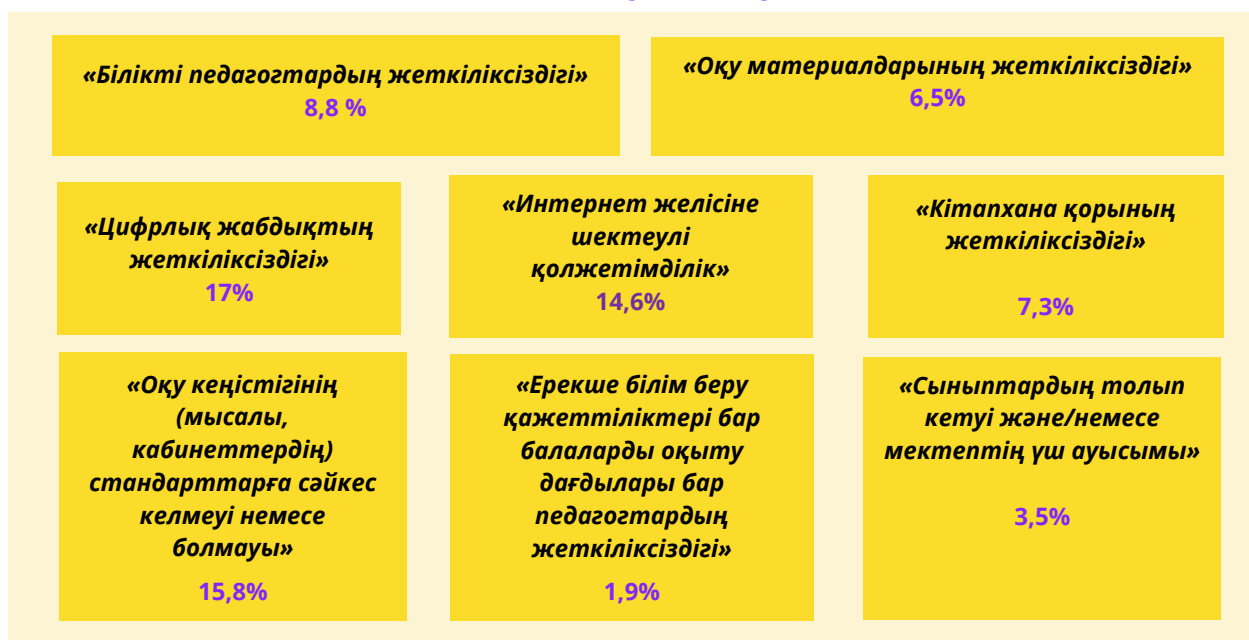 «Білікті педагогтардың жеткіліксіздігі»
8,8 %
«Оқу материалдарының жеткіліксіздігі»
6,5%
«Цифрлық жабдықтың
жеткіліксіздігі»
17%
«Интернет желісіне
шектеулі
қолжетімділік»
14,6%
«Кітапхана қорының
жеткіліксіздігі»
7,3%
«Оқу кеңістігінің
(мысалы,
кабинеттердің)
стандарттарға сәйкес
келмеуі немесе
болмауы»
15,8%
«Ерекше білім беру
қажеттіліктері бар
балаларды оқыту
дағдылары бар
педагогтардың
жеткіліксіздігі»
1,9%
«Сыныптардың толып
кетуі және/немесе
мектептің үш ауысымы»
3,5%